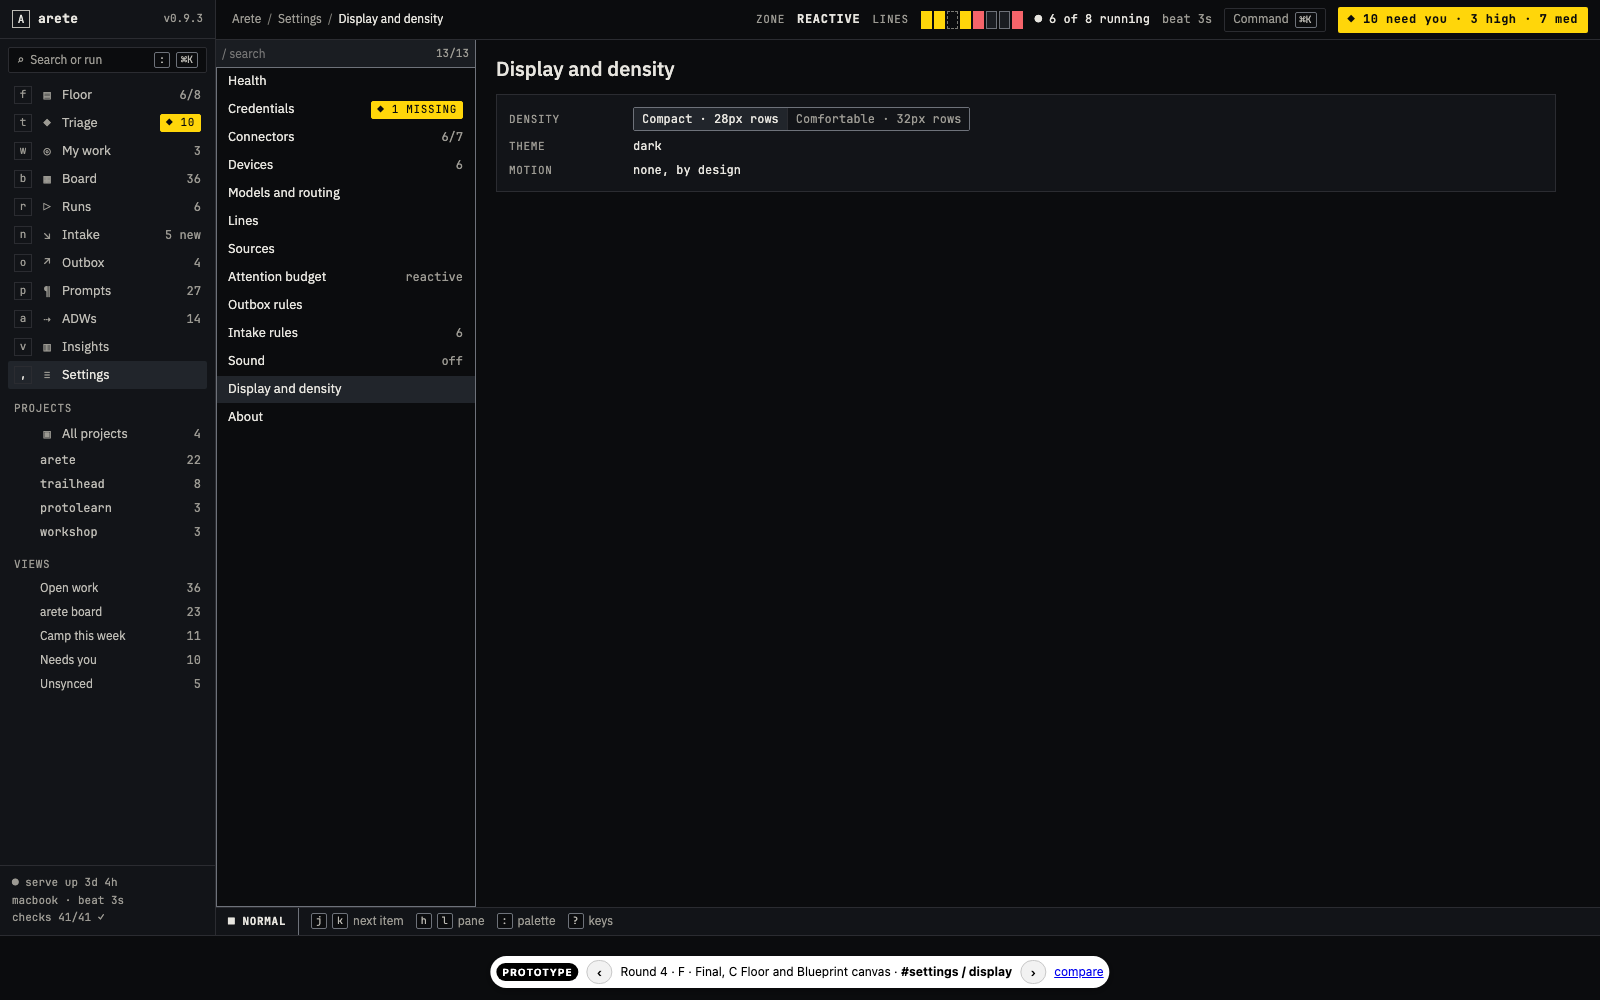 A arete v0.9.3
Search or run : ⌘K
f Floor 6/8
t Triage ◆ 10
w My work 3
b Board 36
r Runs 6
n Intake 5 new
o Outbox 4
p Prompts 27
a ADWs 14
v Insights
, Settings
PROJECTS
All projects 4
arete 22
trailhead 8
protolearn 3
workshop 3
VIEWS
Open work 36
arete board 23
Camp this week 11
Needs you 10
Unsynced 5
● serve up 3d 4h
macbook · beat 3s
checks 41/41 ✓
Arete / Settings / Display and density
ZONE REACTIVE LINES ● 6 of 8 running beat 3s Command ⌘K ◆ 10 need you · 3 high · 7 med
/ search 13/13
Health
Credentials ◆ 1 MISSING
Connectors 6/7
Devices 6
Models and routing
Lines
Sources
Attention budget reactive
Outbox rules
Intake rules 6
Sound off
Display and density
About
Display and density
DENSITY Compact · 28px rows Comfortable · 32px rows
THEME dark
MOTION none, by design
■ NORMAL j k next item h l pane : palette ? keys
PROTOTYPE ‹ Round 4 · F · Final, C Floor and Blueprint canvas · #settings / display › compare